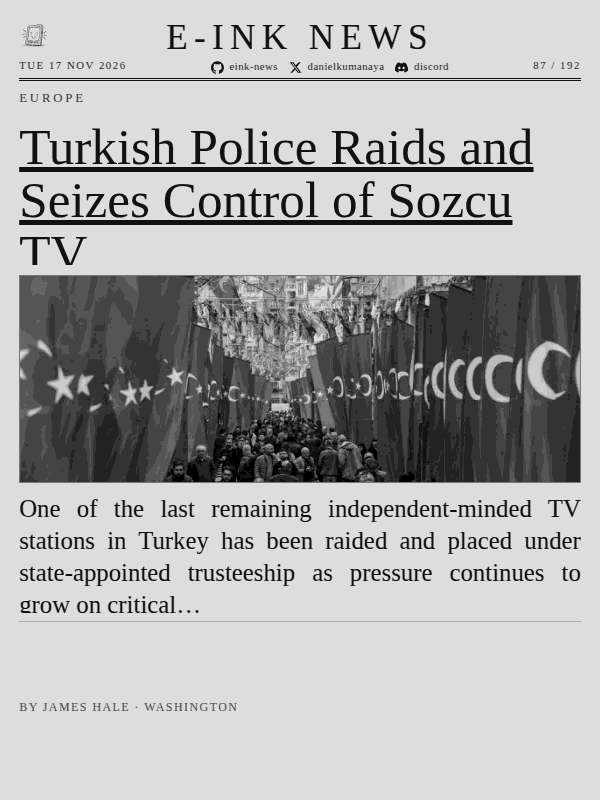 E-INK NEWS
TUE 17 NOV 2026
eink-news danielkumanaya discord
87 / 192
EUROPE
Turkish Police Raids and
Seizes Control of Sozcu
TV
One of the last remaining independent-minded TV
stations in Turkey has been raided and placed under
state-appointed trusteeship as pressure continues to
grow on critical…
BY JAMES HALE · WASHINGTON